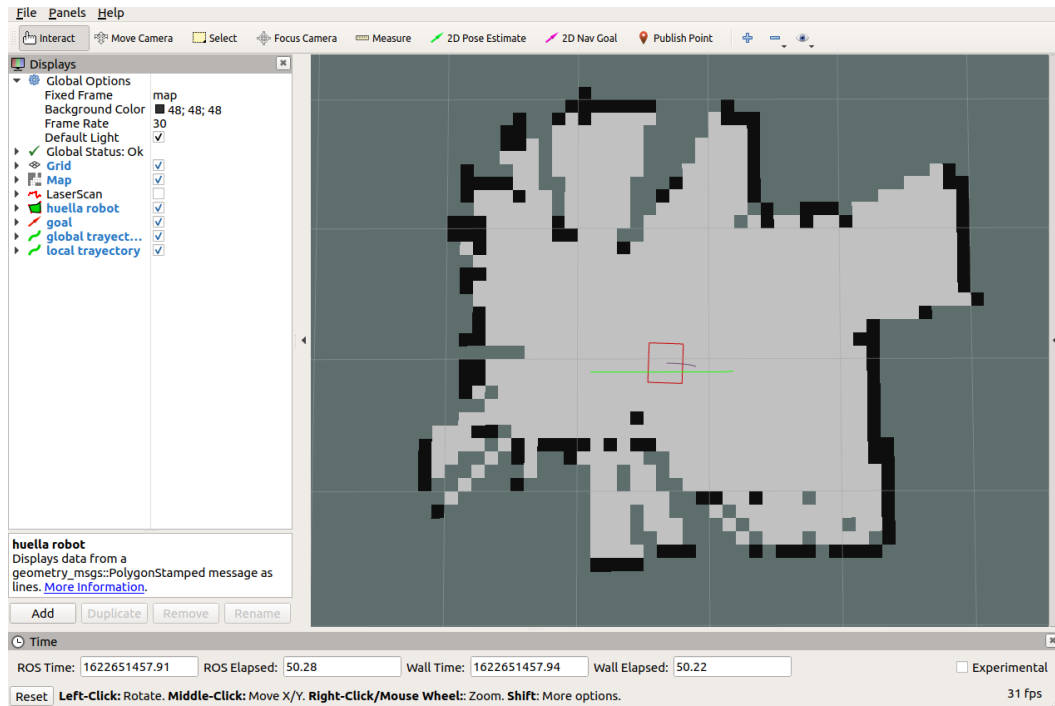 File Panels Help
Interact Move Camera Select Focus Camera Measure 2D Pose Estimate 2D Nav Goal Publish Point
Displays
Global Options
Fixed Frame map
Background Color 48; 48; 48
Frame Rate 30
Default Light
Global Status: Ok
Grid
Map
LaserScan
huella robot
goal
global trayect...
local trayectory
huella robot
Displays data from a
geometry_msgs::PolygonStamped message as
lines. More Information.
Add Duplicate Remove Rename
Time
ROS Time: 1622651457.91 ROS Elapsed: 50.28 Wall Time: 1622651457.94 Wall Elapsed: 50.22 Experimental
Reset Left-Click: Rotate. Middle-Click: Move X/Y. Right-Click/Mouse Wheel:: Zoom. Shift: More options. 31 fps